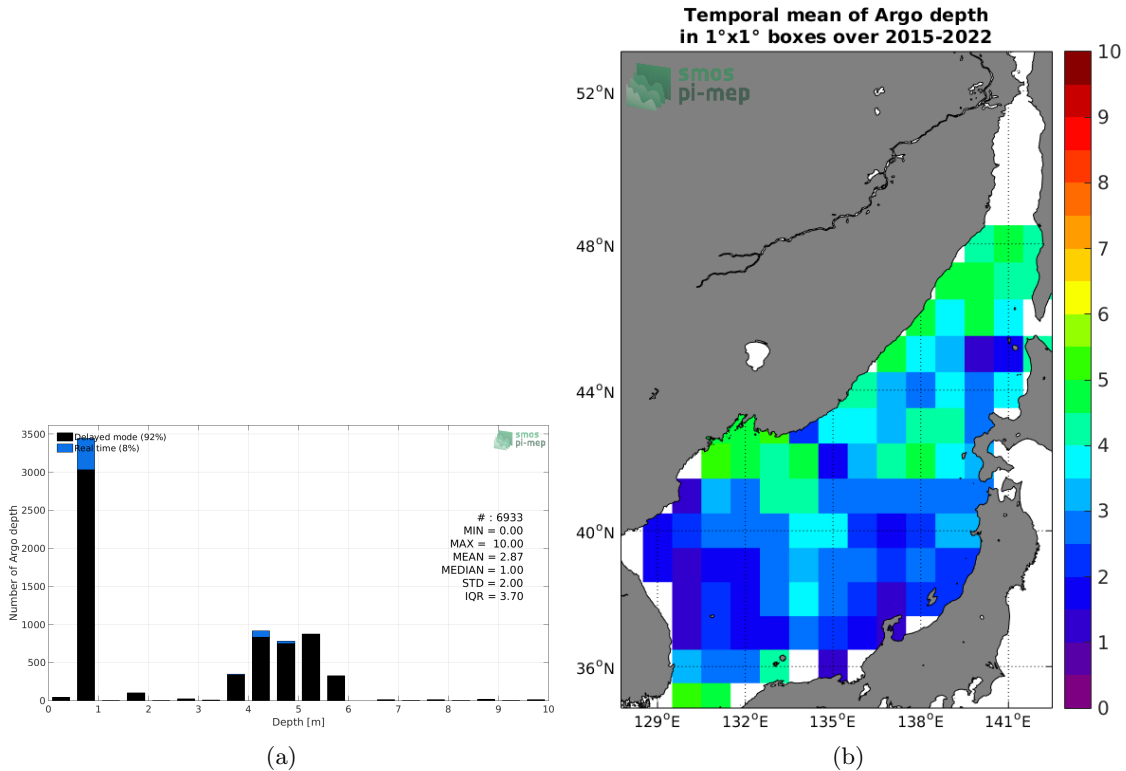 Temporal mean of Argo depth
in 1°x1° boxes over 2015-2022
smos
pi-mep
52°N
48°N
44°N
40°N
36°N
129°E
132°E
135°E
138°E
141°E
10
9
8
7
6
5
4
3
2
1
0
3500
3000
2500
2000
1500
1000
500
0
Number of Argo depth
Delayed mode (92%)
Real time (8%)
smos
pi-mep
# : 6933
MIN = 0.00
MAX = 10.00
MEAN = 2.87
MEDIAN = 1.00
STD = 2.00
IQR = 3.70
0
1
2
3
4
5
6
7
8
9
10
Depth [m]
(a)
(b)